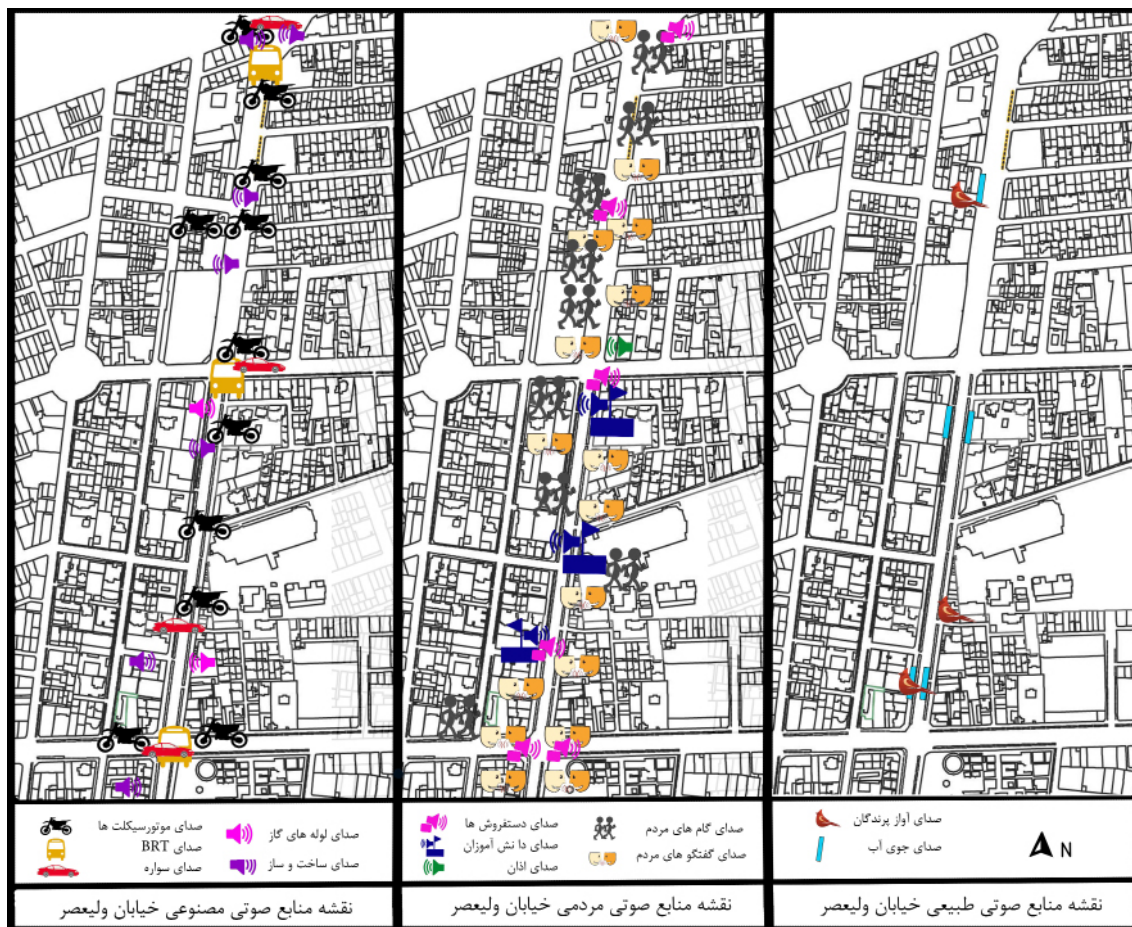 صدای آواز پرندگان
صدای جوی آب
N
صدای گام های مردم
صدای گفتگو های مردم
صدای دستفروش ها
صدای دا نش آموزان
صدای اذان
صدای لوله های گاز
صدای ساخت و ساز
صدای موتورسیکلت ها
صدای BRT
صدای سواره
نقشه منابع صوتی طبیعی خیابان ولیعصر
نقشه منابع صوتی مردمی خیابان ولیعصر
نقشه منابع صوتی مصنوعی خیابان ولیعصر